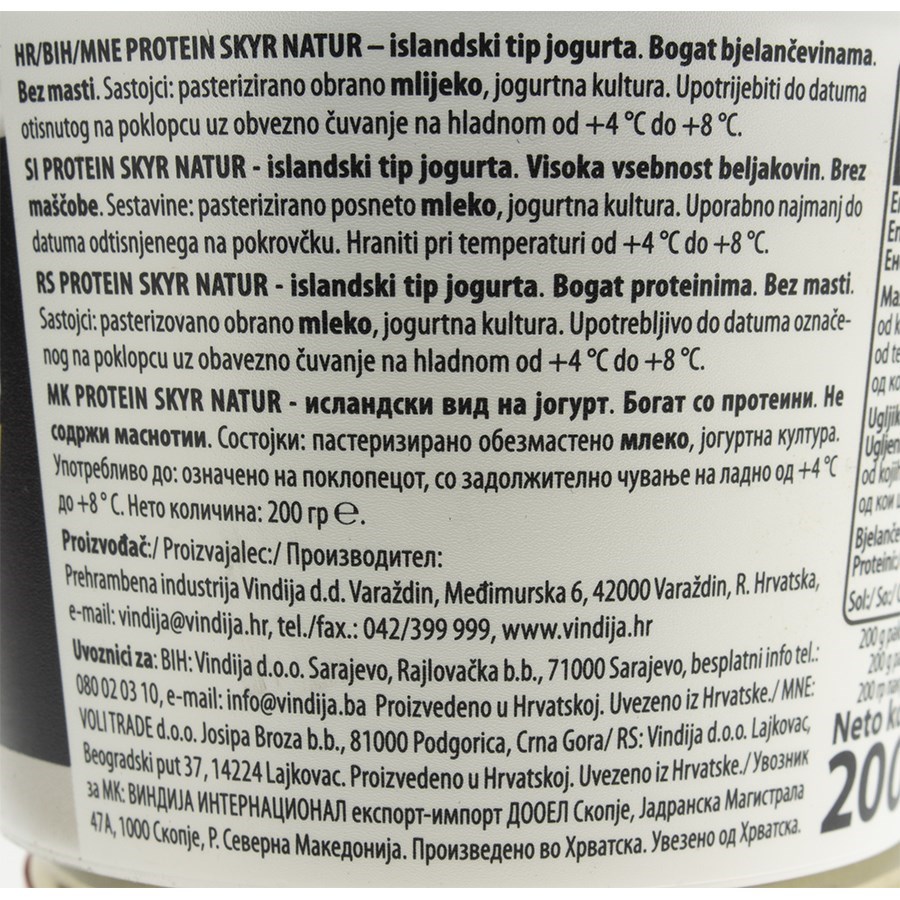 HR/BIH/MNE PROTEIN SKYR NATUR – islandski tip jogurta. Bogat bjelančevinama.
Bez masti. Sastojci: pasterizirano obrano mlijeko, jogurtna kultura. Upotrijebiti do datuma
otisnutog na poklopcu uz obvezno čuvanje na hladnom od +4 °C do +8 °C.
SI PROTEIN SKYR NATUR - islandski tip jogurta. Visoka vsebnost beljakovin. Brez
maščobe. Sestavine: pasterizirano posneto mleko, jogurtna kultura. Uporabno najmanj do
datuma odtisnjenega na pokrovčku. Hraniti pri temperaturi od +4 °C do +8 °C.
RS PROTEIN SKYR NATUR - islandski tip jogurta. Bogat proteinima. Bez masti.
Sastojci: pasterizovano obrano mleko, jogurtna kultura. Upotrebljivo do datuma označe-
nog na poklopcu uz obavezno čuvanje na hladnom od +4 °C do +8 °C.
MK PROTEIN SKYR NATUR - исландски вид на јогурт. Богат со протеини. Не
содржи маснотии. Состојки: пастеризирано обезмастено млеко, јогуртна култура.
Употребливо до: означено на поклопецот, со задолжително чување на ладно од +4 °C
до +8 ° C. Нето количина: 200 гр ℮.
Proizvođač:/ Proizvajalec:/ Производител:
Prehrambena industrija Vindija d.d. Varaždin, Međimurska 6, 42000 Varaždin, R. Hrvatska,
e-mail: vindija@vindija.hr, tel./fax.: 042/399 999, www.vindija.hr
Uvoznici za: BIH: Vindija d.o.o. Sarajevo, Rajlovačka b.b., 71000 Sarajevo, besplatni info tel.:
080 02 03 10, e-mail: info@vindija.ba Proizvedeno u Hrvatskoj. Uvezeno iz Hrvatske./ MNE:
VOLI TRADE d.o.o. Josipa Broza b.b., 81000 Podgorica, Crna Gora/ RS: Vindija d.o.o. Lajkovac,
Beogradski put 37, 14224 Lajkovac. Proizvedeno u Hrvatskoj. Uvezeno iz Hrvatske./ Увозник
за МК: ВИНДИЈА ИНТЕРНАЦИОНАЛ експорт-импорт ДООЕЛ Скопје, Јадранска Магистрала
47А, 1000 Скопје, Р. Северна Македонија. Произведено во Хрватска. Увезено од Хрватска.
Sol:/ So:/
200 g
200 g
200 гр
Neto
200